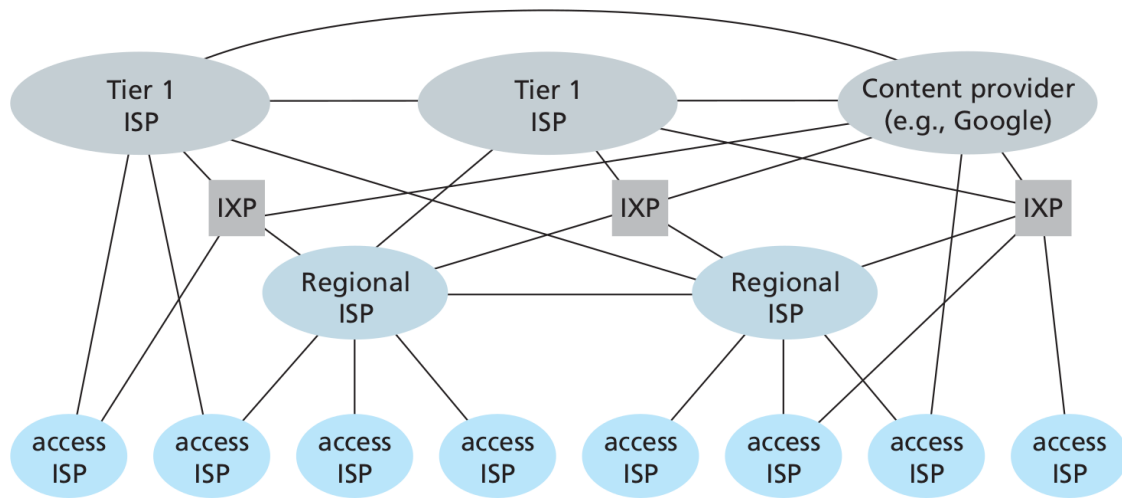 Tier 1
ISP
Tier 1
ISP
Content provider
(e.g., Google)
IXP
IXP
IXP
Regional
ISP
Regional
ISP
access
ISP
access
ISP
access
ISP
access
ISP
access
ISP
access
ISP
access
ISP
access
ISP